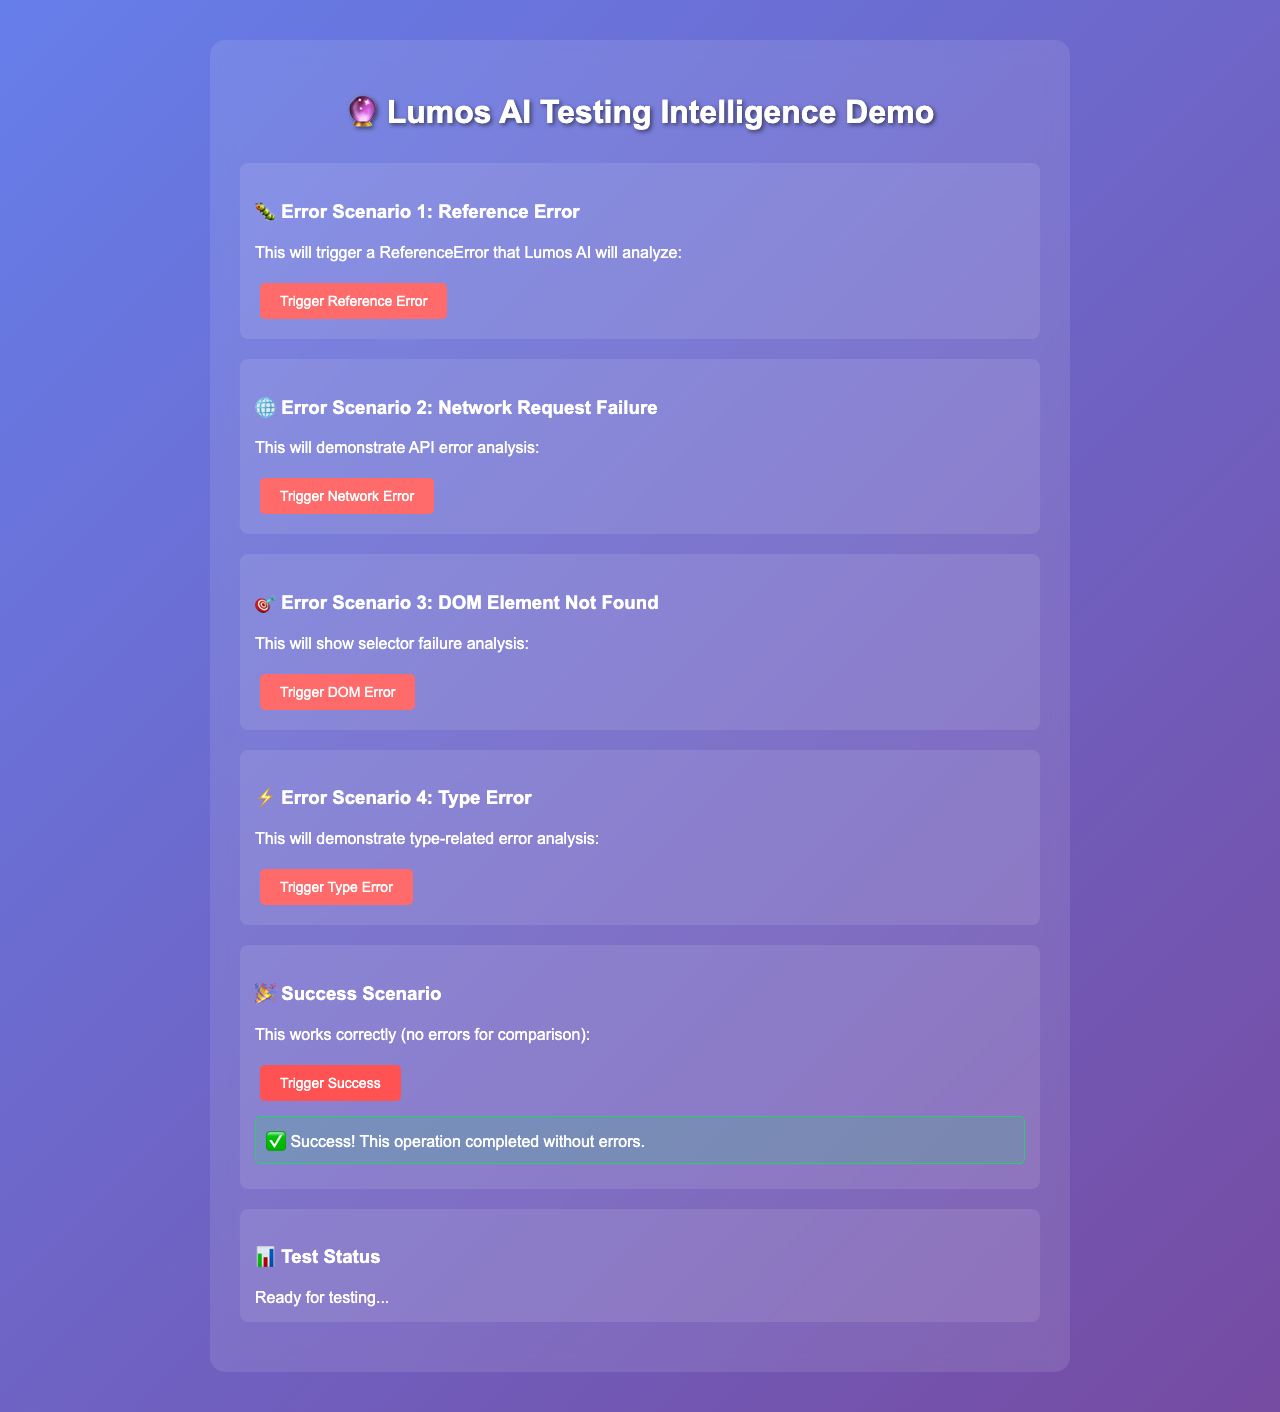 🔮 Lumos AI Testing Intelligence Demo
🐛 Error Scenario 1: Reference Error
This will trigger a ReferenceError that Lumos AI will analyze:
Trigger Reference Error
🌐 Error Scenario 2: Network Request Failure
This will demonstrate API error analysis:
Trigger Network Error
🎯 Error Scenario 3: DOM Element Not Found
This will show selector failure analysis:
Trigger DOM Error
⚡ Error Scenario 4: Type Error
This will demonstrate type-related error analysis:
Trigger Type Error
🎉 Success Scenario
This works correctly (no errors for comparison):
Trigger Success
✅ Success! This operation completed without errors.
📊 Test Status
Ready for testing...